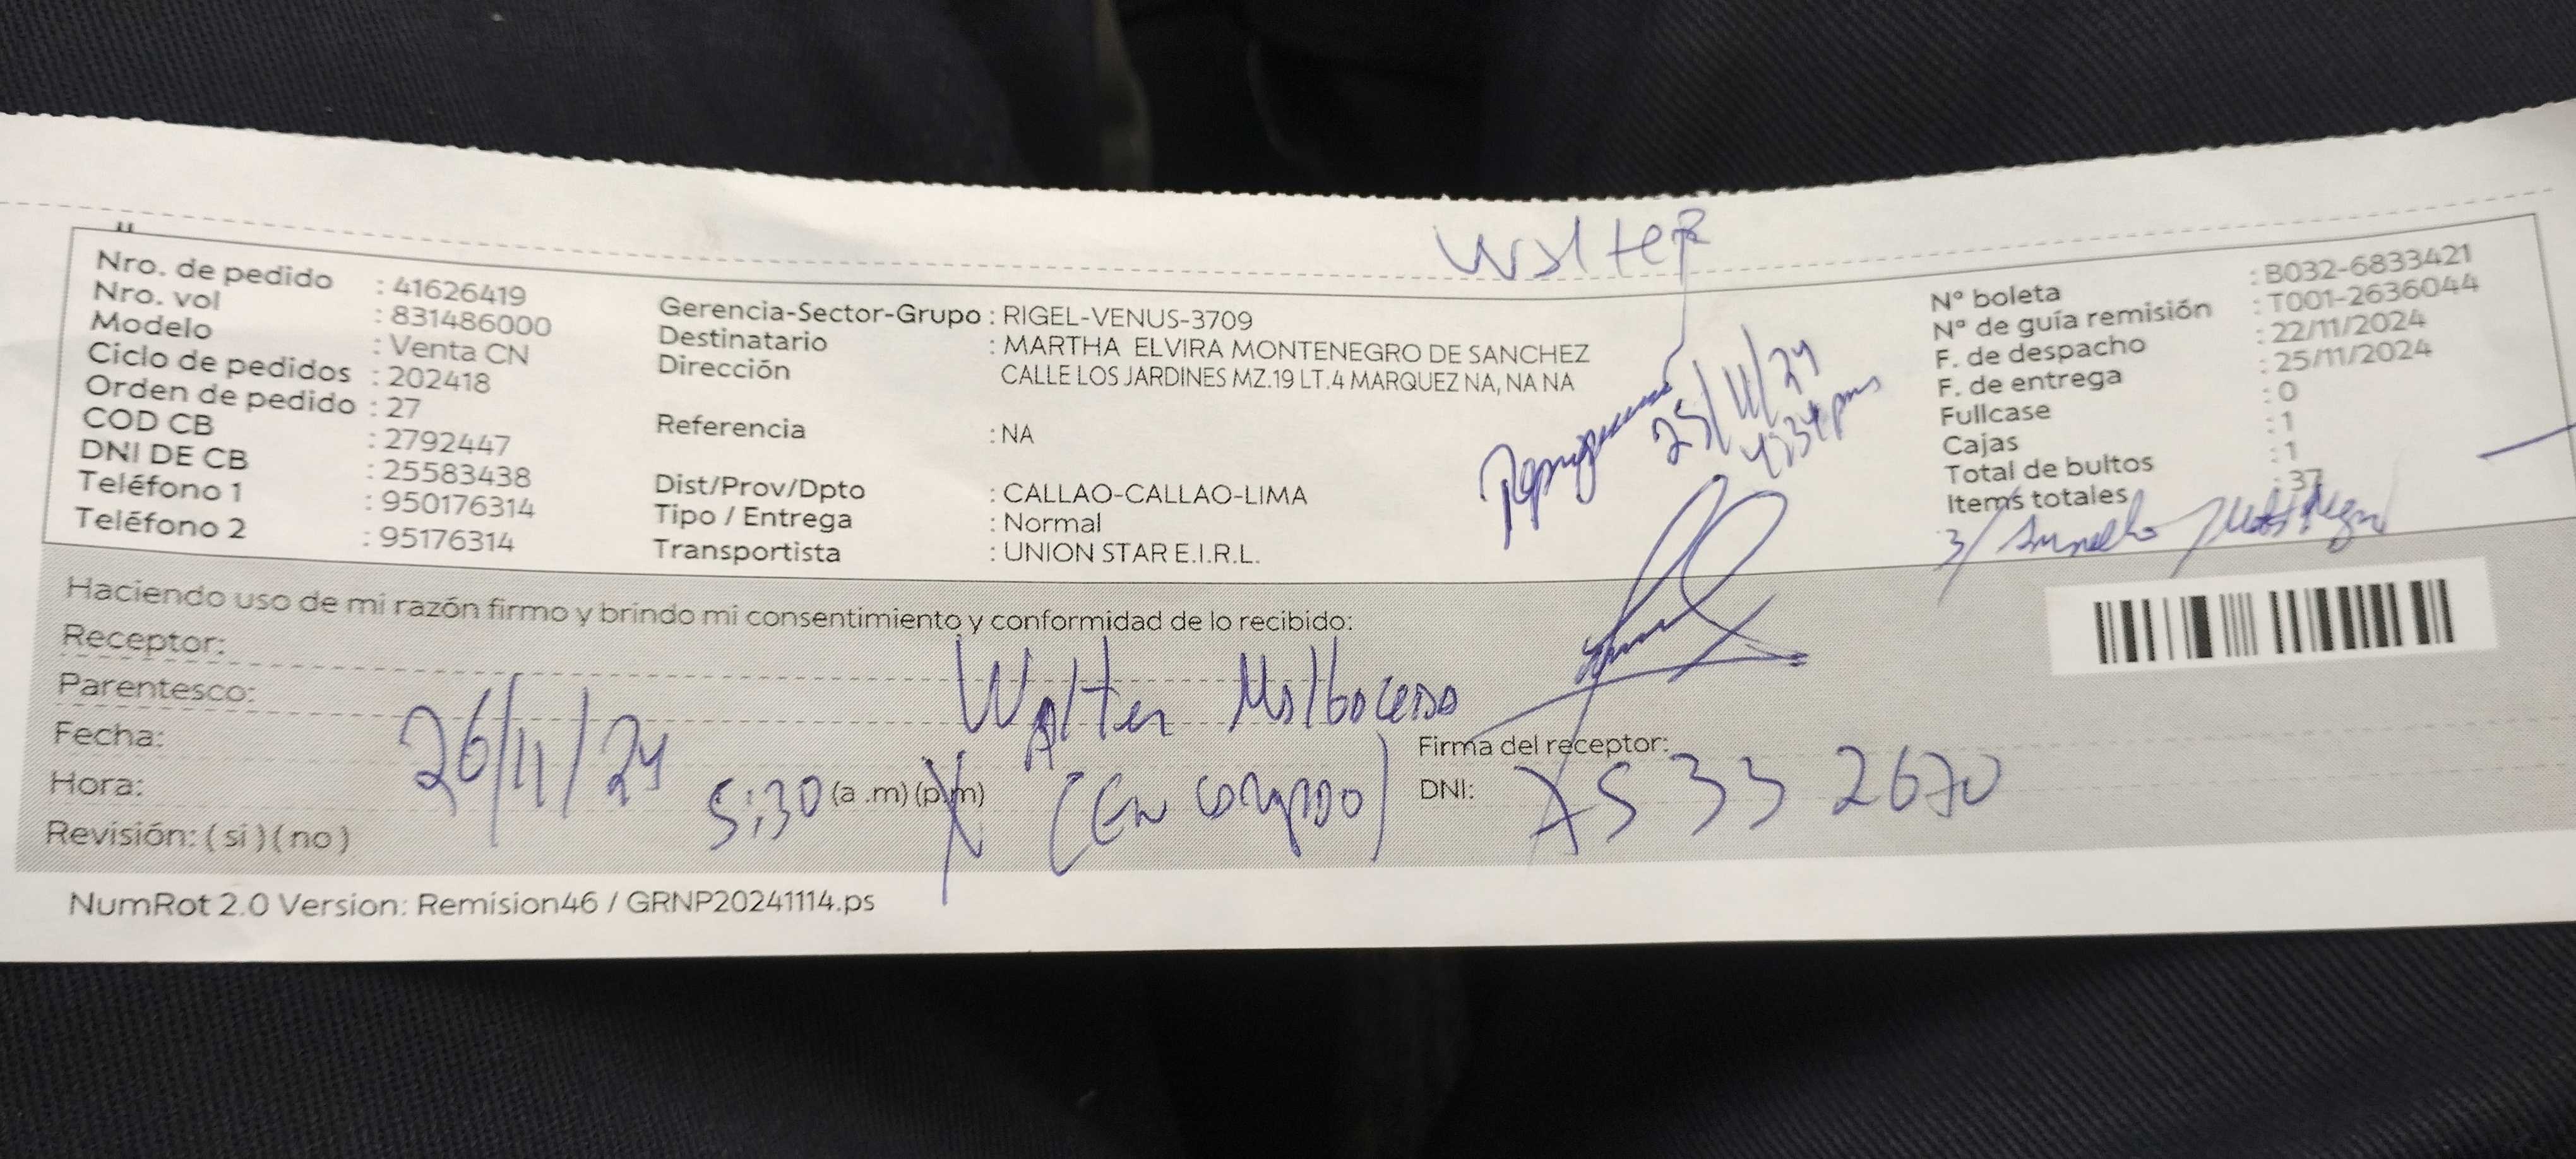 Walter
Nro. de pedido : 41626419
Nro. vol : 831486000
Modelo : Venta CN
Ciclo de pedidos : 202418
Orden de pedido : 27
COD CB : 2792447
DNI DE CB : 25583438
Teléfono 1 : 950176314
Teléfono 2 : 95176314
Gerencia-Sector-Grupo : RIGEL-VENUS-3709
Destinatario : MARTHA ELVIRA MONTENEGRO DE SANCHEZ
Dirección CALLE LOS JARDINES MZ.19 LT.4 MARQUEZ NA, NA NA
Referencia : NA
Dist/Prov/Dpto : CALLAO-CALLAO-LIMA
Tipo / Entrega : Normal
Transportista : UNION STAR E.I.R.L.
25/11/24
4:34pm
N° boleta : B032-6833421
N° de guía remisión : T001-2636044
F. de despacho : 22/11/2024
F. de entrega : 25/11/2024
Fullcase : 0
Cajas : 1
Total de bultos : 1
Items totales : 37
Haciendo uso de mi razón firmo y brindo mi consentimiento y conformidad de lo recibido:
Receptor: Walter
Parentesco:
Fecha: 26/11/24
Hora: 5:30 (a .m) (p.m)
Revisión: ( si ) ( no )
Firma del receptor:
DNI:
NumRot 2.0 Version: Remision46 / GRNP20241114.ps